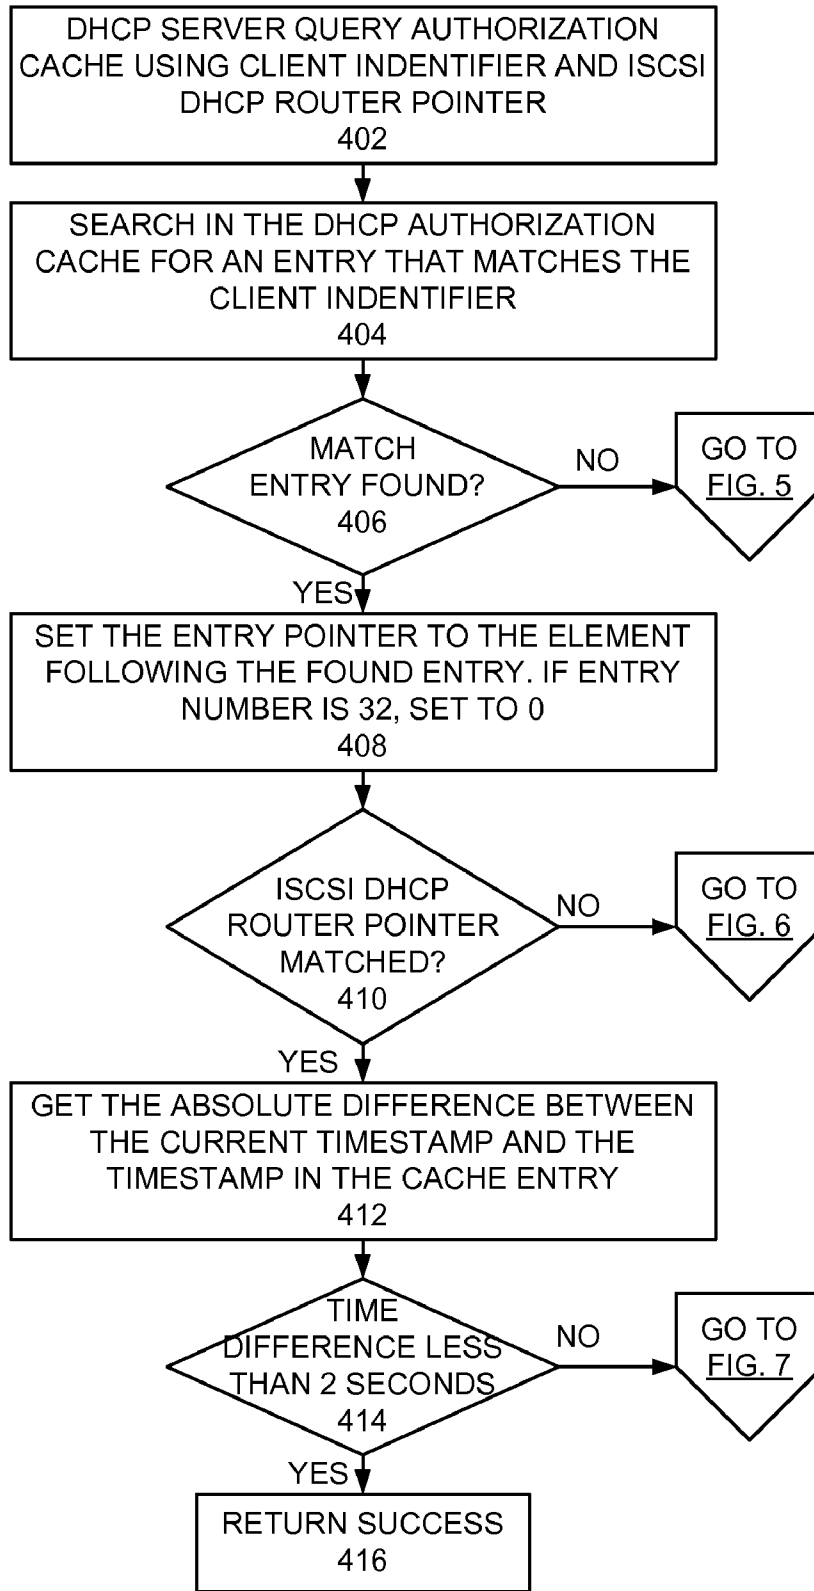 DHCP SERVER QUERY AUTHORIZATION
CACHE USING CLIENT INDENTIFIER AND ISCSI
DHCP ROUTER POINTER
402
SEARCH IN THE DHCP AUTHORIZATION
CACHE FOR AN ENTRY THAT MATCHES THE
CLIENT INDENTIFIER
404
MATCH
ENTRY FOUND?
406
NO
GO TO
FIG. 5
YES
SET THE ENTRY POINTER TO THE ELEMENT
FOLLOWING THE FOUND ENTRY. IF ENTRY
NUMBER IS 32, SET TO 0
408
ISCSI DHCP
ROUTER POINTER
MATCHED?
410
NO
GO TO
FIG. 6
YES
GET THE ABSOLUTE DIFFERENCE BETWEEN
THE CURRENT TIMESTAMP AND THE
TIMESTAMP IN THE CACHE ENTRY
412
TIME
DIFFERENCE LESS
THAN 2 SECONDS
414
NO
GO TO
FIG. 7
YES
RETURN SUCCESS
416